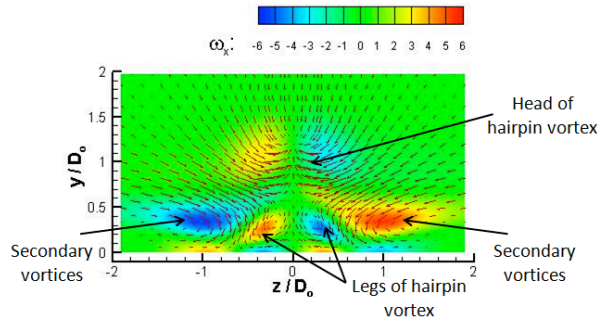 ωx: -6 -5 -4 -3 -2 -1 0 1 2 3 4 5 6
2
1.5
1
0.5
0
y / Do
Head of
hairpin vortex
Secondary
vortices
Secondary
vortices
Legs of hairpin
vortex
-2 -1 0 1 2
z / Do